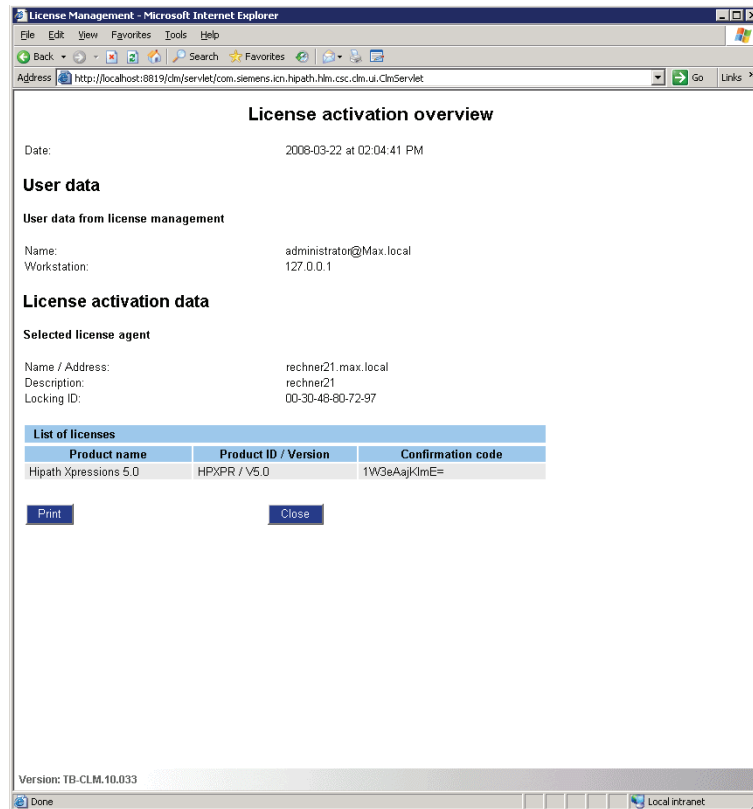 License Management - Microsoft Internet Explorer
File Edit View Favorites Tools Help
Back Search Favorites
Address http://localhost:8819/clm/servlet/com.siemens.icn.hipath.hlm.csc.clm.ui.ClmServlet Go Links »
License activation overview
Date: 2008-03-22 at 02:04:41 PM
User data
User data from license management
Name: administrator@Max.local
Workstation: 127.0.0.1
License activation data
Selected license agent
Name / Address: rechner21.max.local
Description: rechner21
Locking ID: 00-30-48-80-72-97
List of licenses
Product name Product ID / Version Confirmation code
Hipath Xpressions 5.0 HPXPR / V5.0 1W3eAajKlmE=
Print Close
Version: TB-CLM.10.033
Done Local intranet